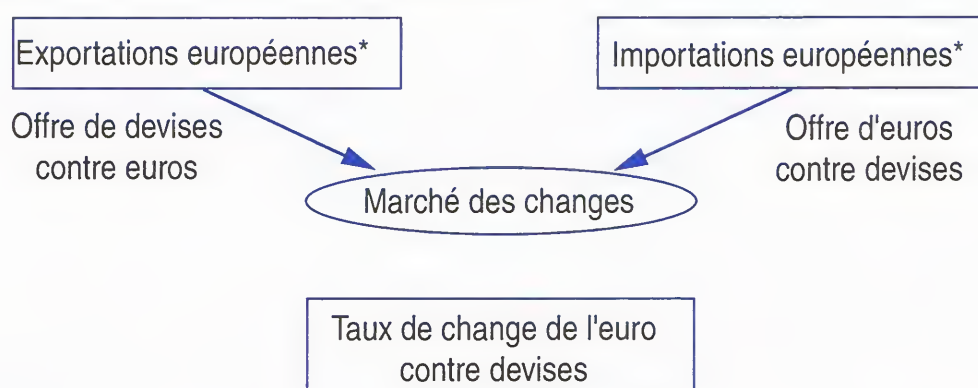 Exportations européennes*
Importations européennes*
Offre de devises
contre euros
Offre d'euros
contre devises
Marché des changes
Taux de change de l'euro
contre devises